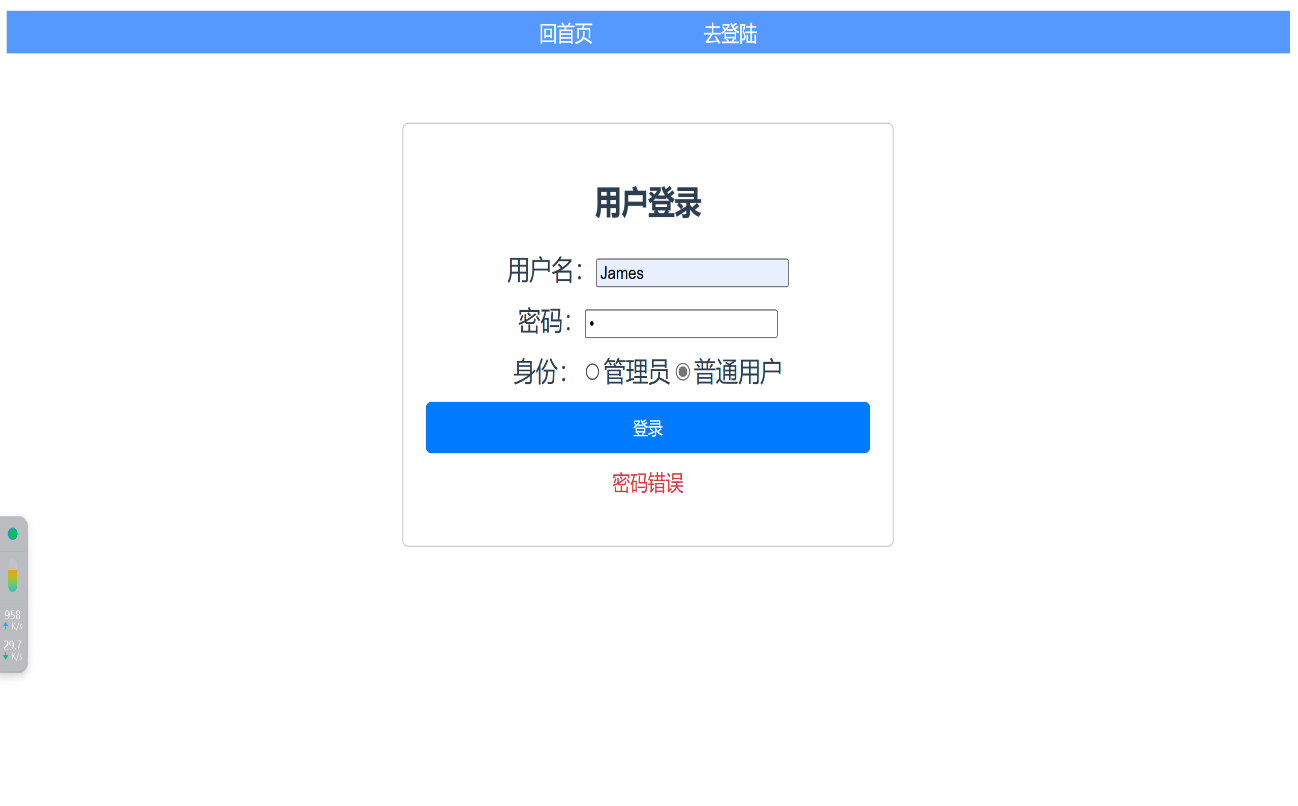 回首页 去登陆
用户登录
用户名： James
密码： •
身份： 管理员 普通用户
登录
密码错误
958
K/s
29.7
K/s